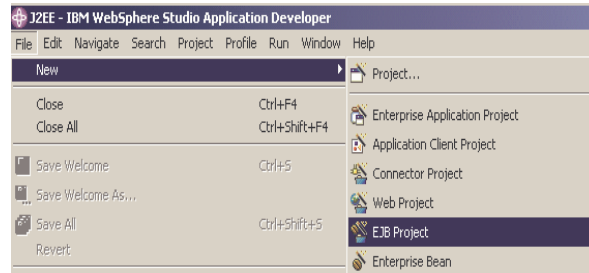 J2EE - IBM WebSphere Studio Application Developer
File Edit Navigate Search Project Profile Run Window Help
New
Close Ctrl+F4
Close All Ctrl+Shift+F4
Save Welcome Ctrl+S
Save Welcome As...
Save All Ctrl+Shift+S
Revert
Project...
Enterprise Application Project
Application Client Project
Connector Project
Web Project
EJB Project
Enterprise Bean